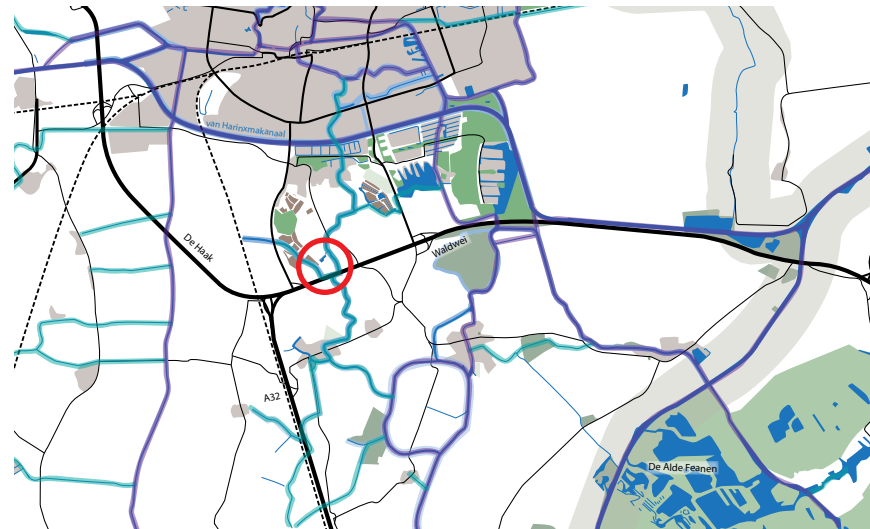 van Harinxmakanaal
De Haak
Waldwei
A32
De Alde Feanen